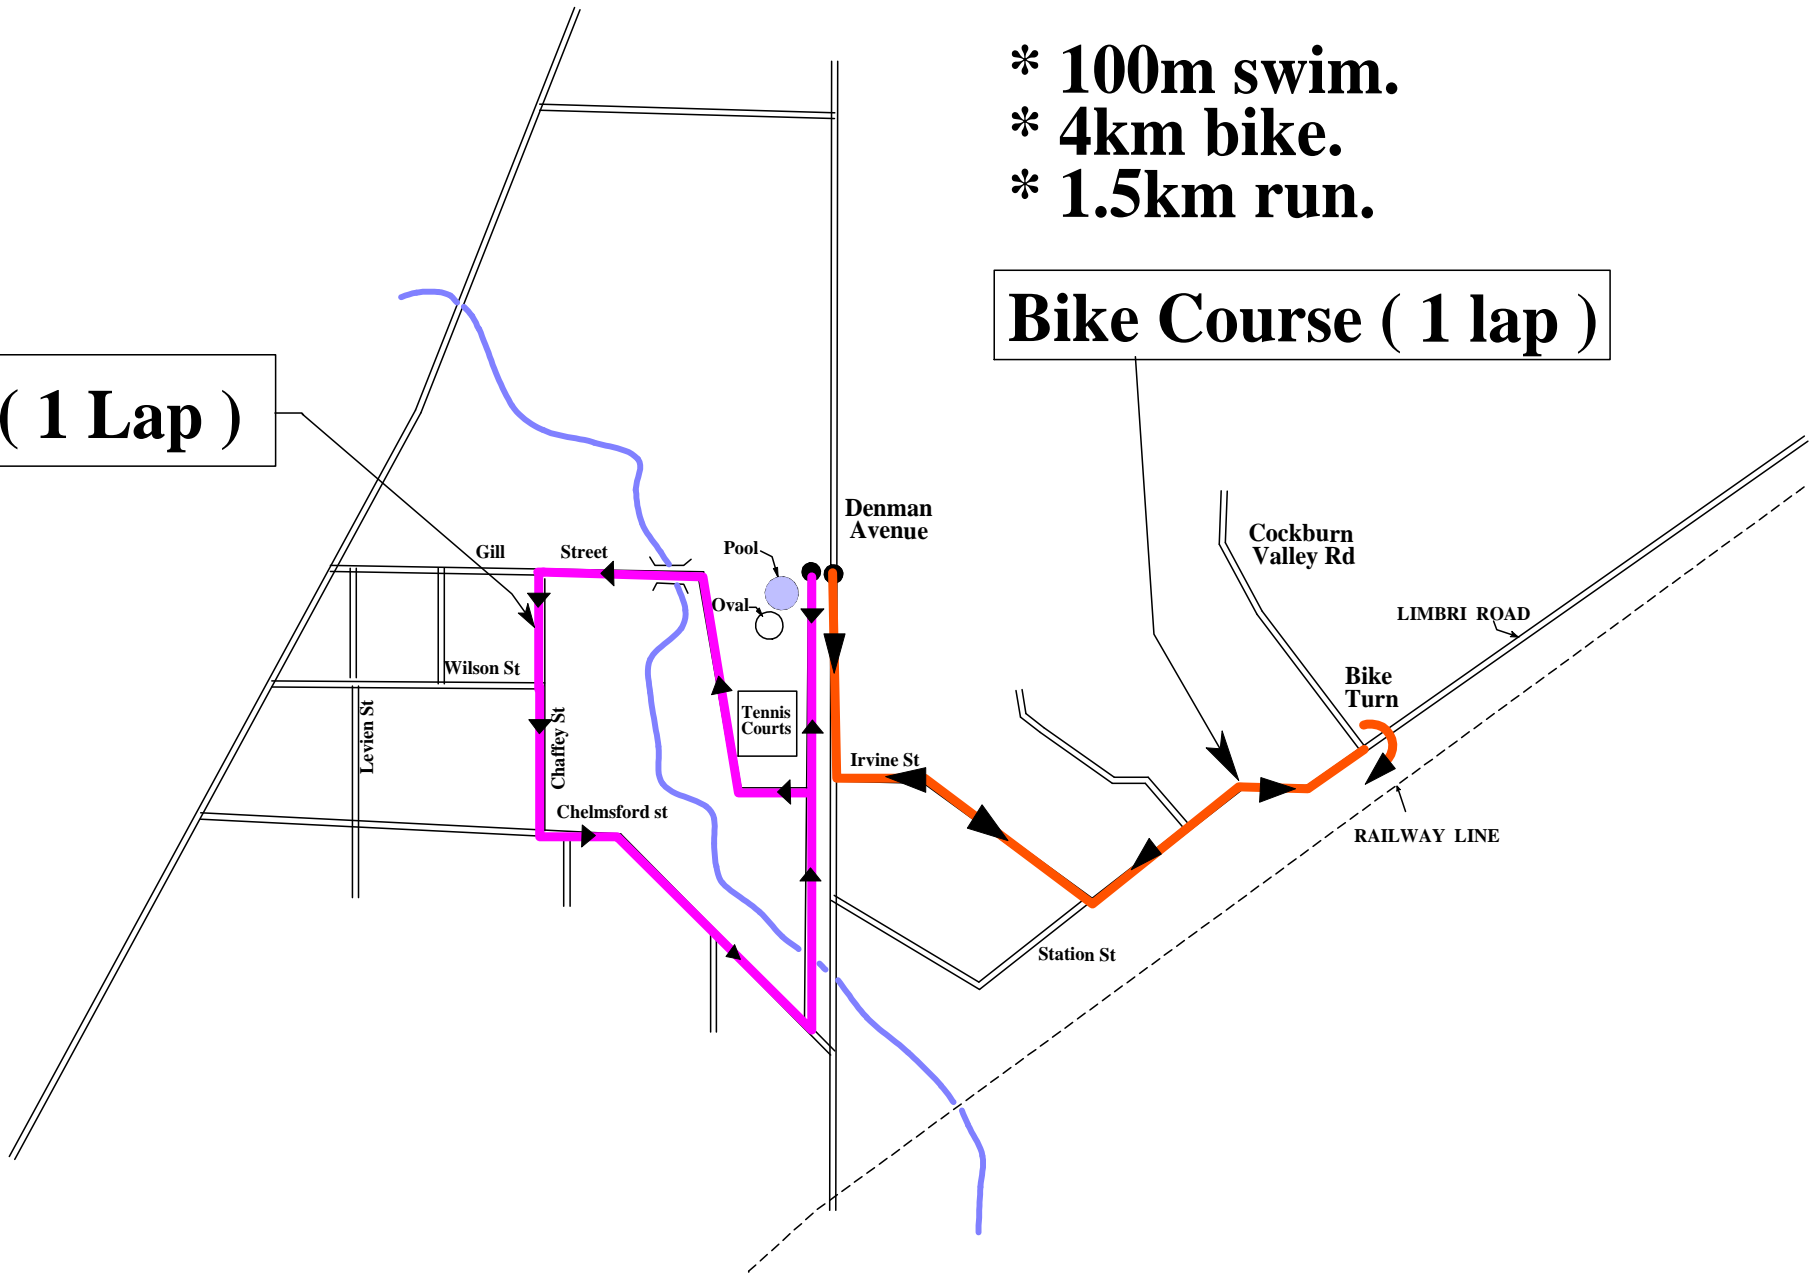 * 100m swim.
* 4km bike.
* 1.5km run.
Bike Course ( 1 lap )
( 1 Lap )
Denman
Avenue
Cockburn
Valley Rd
Gill Street
Pool
Oval
LIMBRI ROAD
Wilson St
Bike
Turn
Tennis
Courts
Levien St
Chaffey St
Irvine St
Chelmsford st
RAILWAY LINE
Station St